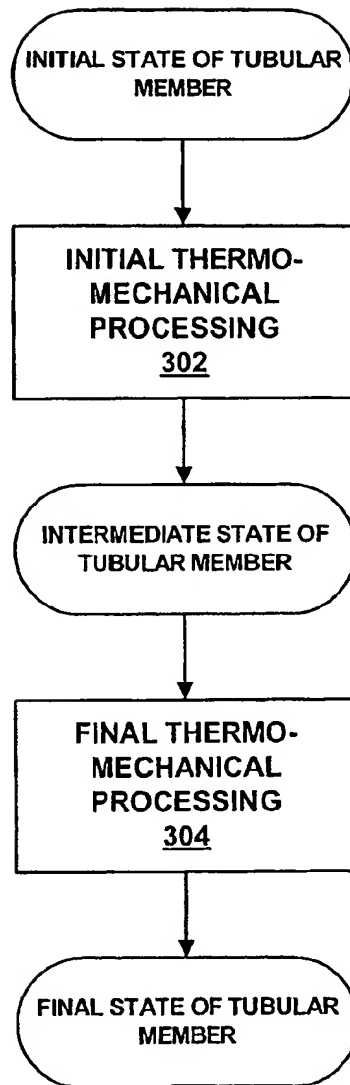 INITIAL STATE OF TUBULAR
MEMBER
INITIAL THERMO-
MECHANICAL
PROCESSING
302
INTERMEDIATE STATE OF
TUBULAR MEMBER
FINAL THERMO-
MECHANICAL
PROCESSING
304
FINAL STATE OF TUBULAR
MEMBER